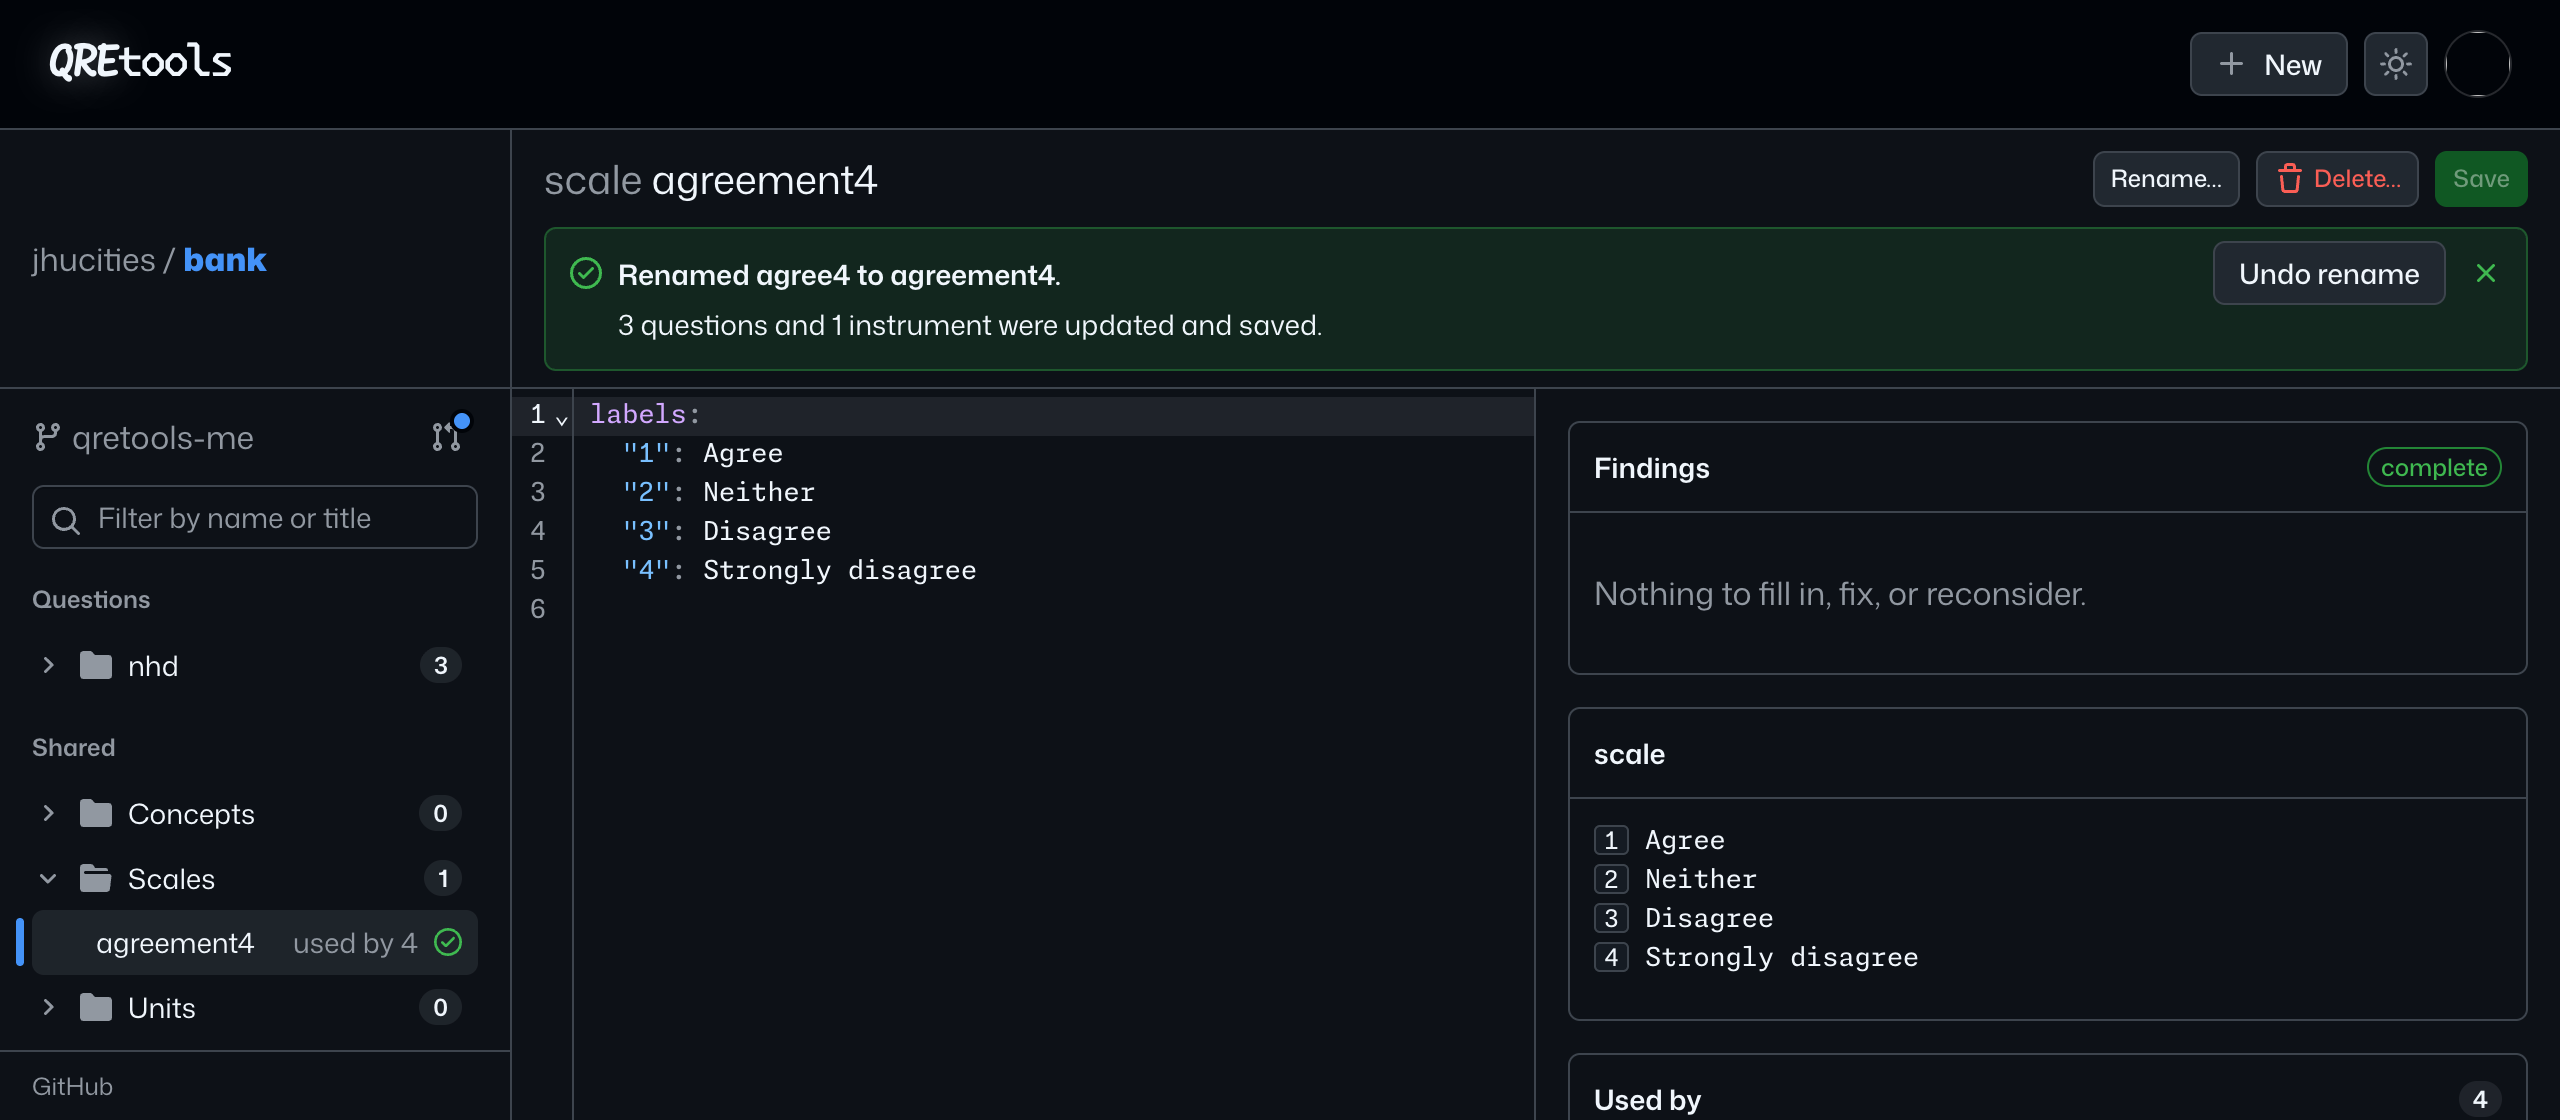 QREtools
New
jhucities / bank
scale agreement4
Rename...
Delete...
Save
Renamed agree4 to agreement4.
3 questions and 1 instrument were updated and saved.
Undo rename
qretools-me
Filter by name or title
Questions
nhd 3
Shared
Concepts 0
Scales 1
agreement4 used by 4
Units 0
GitHub
1 labels:
2 "1": Agree
3 "2": Neither
4 "3": Disagree
5 "4": Strongly disagree
6
Findings complete
Nothing to fill in, fix, or reconsider.
scale
1 Agree
2 Neither
3 Disagree
4 Strongly disagree
Used by 4